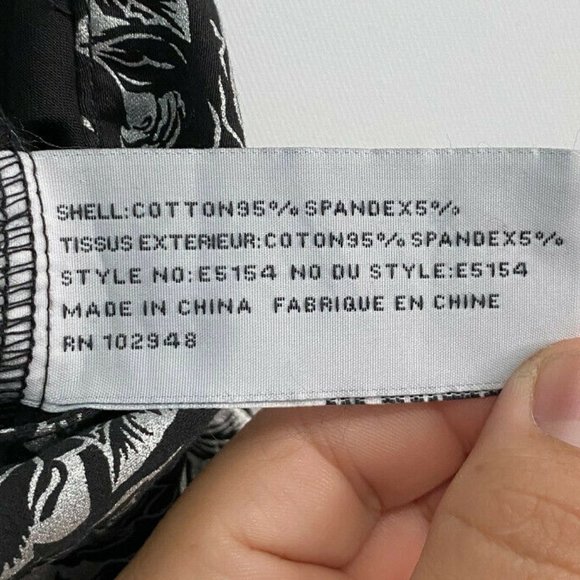 SHELL:COTTON95% SPANDEX5%
TISSUS EXTERIEUR:COTON95% SPANDEX5%
STYLE NO:E5154 NO DU STYLE:E5154
MADE IN CHINA FABRIQUE EN CHINE
RN 102948